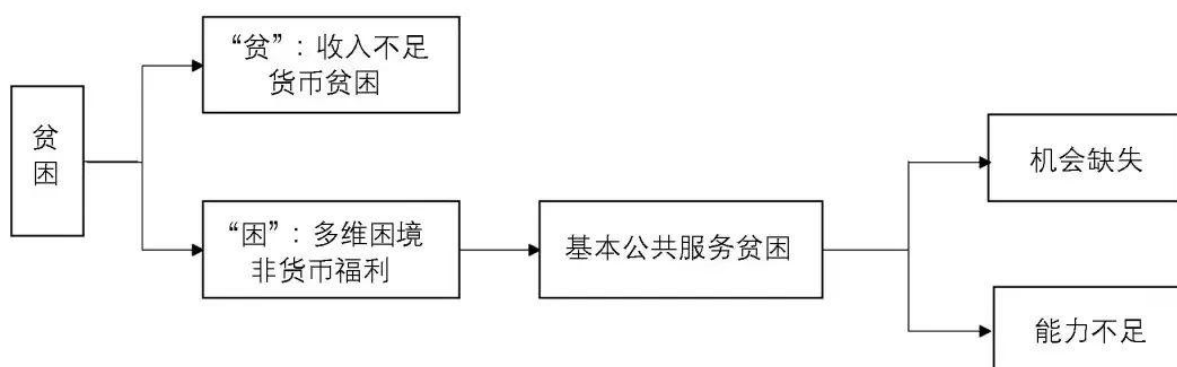 贫
困
“贫”：收入不足
货币贫困
“困”：多维困境
非货币福利
基本公共服务贫困
机会缺失
能力不足